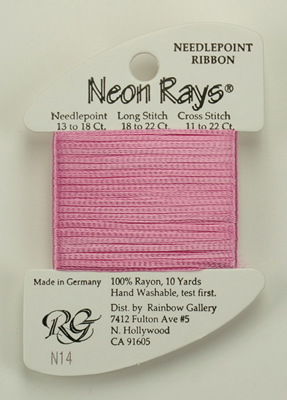 NEEDLEPOINT
RIBBON
Neon Rays®
Needlepoint Long Stitch Cross Stitch
13 to 18 Ct. 18 to 22 Ct. 11 to 22 Ct.
Made in Germany
100% Rayon, 10 Yards
Hand Washable, test first.
RG
N14
Dist. by Rainbow Gallery
7412 Fulton Ave #5
N. Hollywood
CA 91605